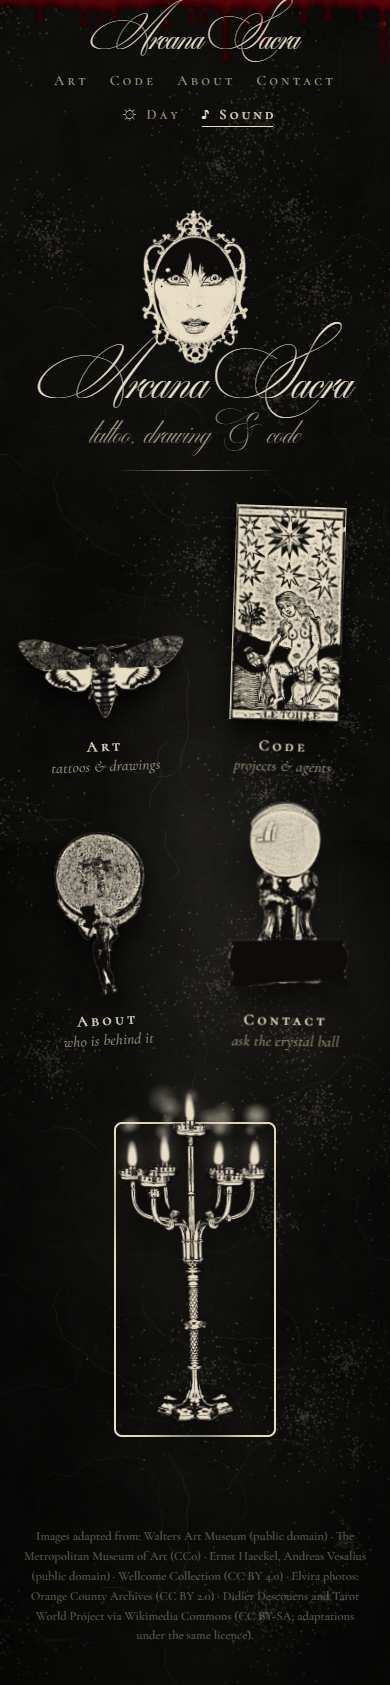 Arcana Sacra
Art Code About Contact
☼ Day ♪ Sound
Arcana Sacra
tattoo, drawing & code
XVII
LE TOILLE
Art
tattoos & drawings
Code
projects & agents
About
who is behind it
Contact
ask the crystal ball
Images adapted from: Walters Art Museum (public domain) · The
Metropolitan Museum of Art (CC0) · Ernst Haeckel, Andreas Vesalius
(public domain) · Wellcome Collection (CC BY 4.0) · Elvira photos:
Orange County Archives (CC BY 2.0) · Didier Descouens and Tarot
World Project via Wikimedia Commons (CC BY-SA; adaptations
under the same licence).